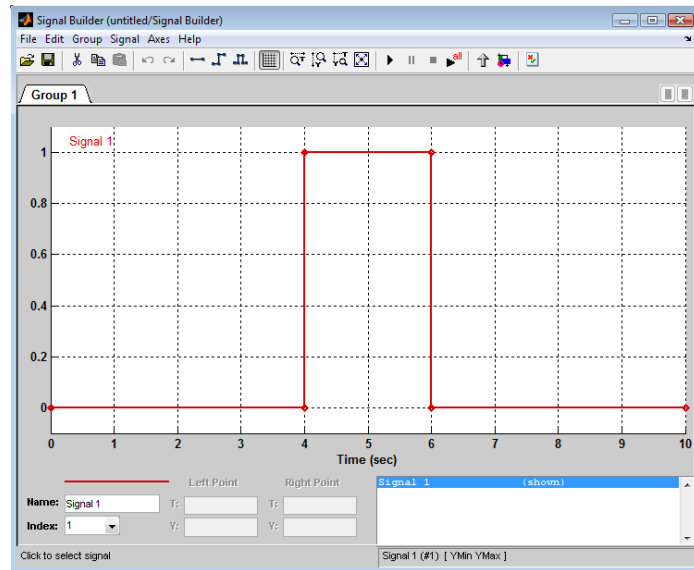 Signal Builder (untitled/Signal Builder)
File Edit Group Signal Axes Help
all
Group 1
Signal 1
1
0.8
0.6
0.4
0.2
0
0 1 2 3 4 5 6 7 8 9 10
Time (sec)
Left Point Right Point
Name: Signal 1 T: T:
Index: 1 Y: Y:
Signal 1 (shown)
Click to select signal
Signal 1 (#1) [ YMin YMax ]